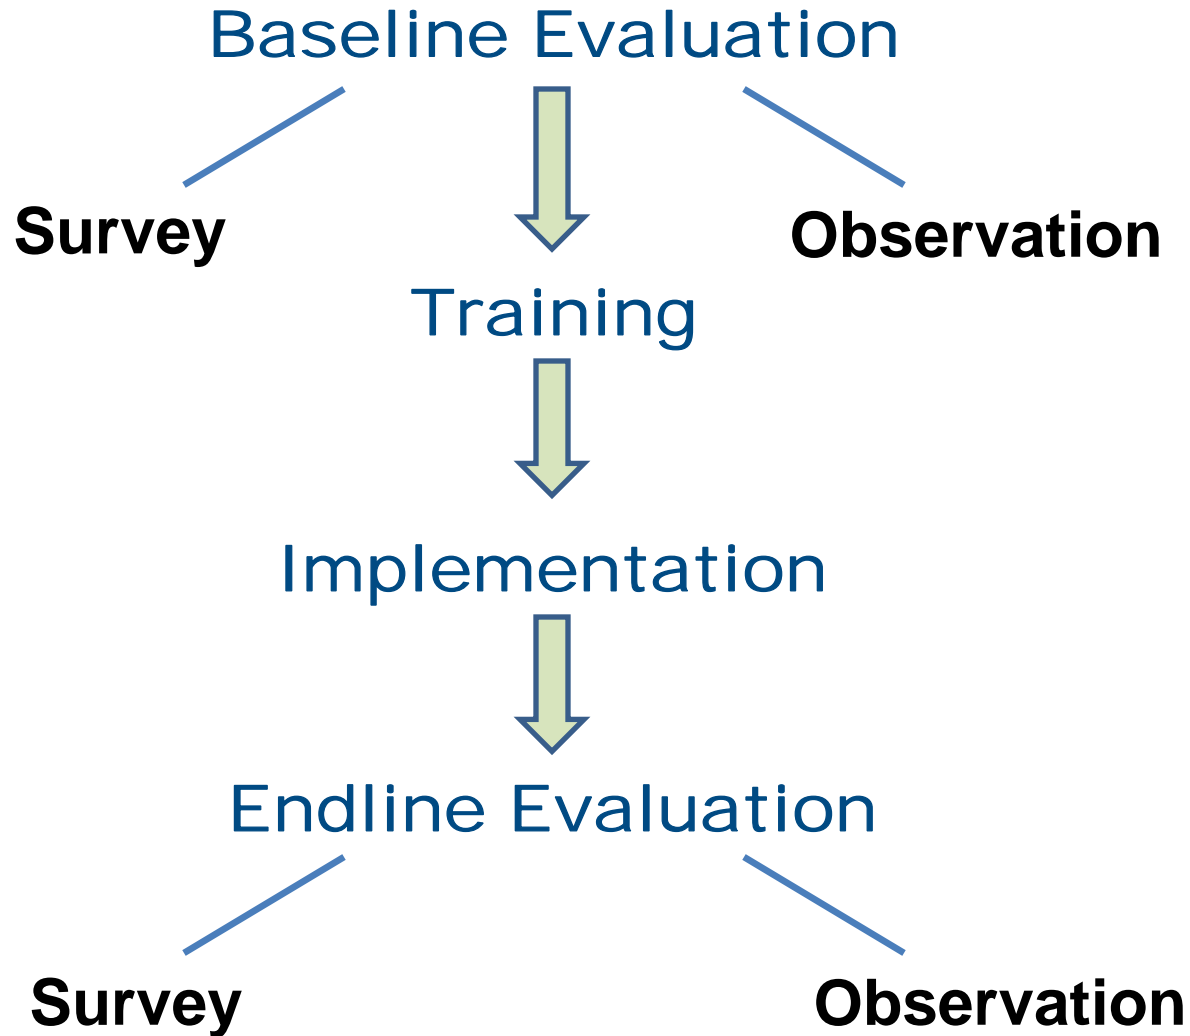 Baseline Evaluation
Survey
Observation
Training
Implementation
Endline Evaluation
Survey
Observation